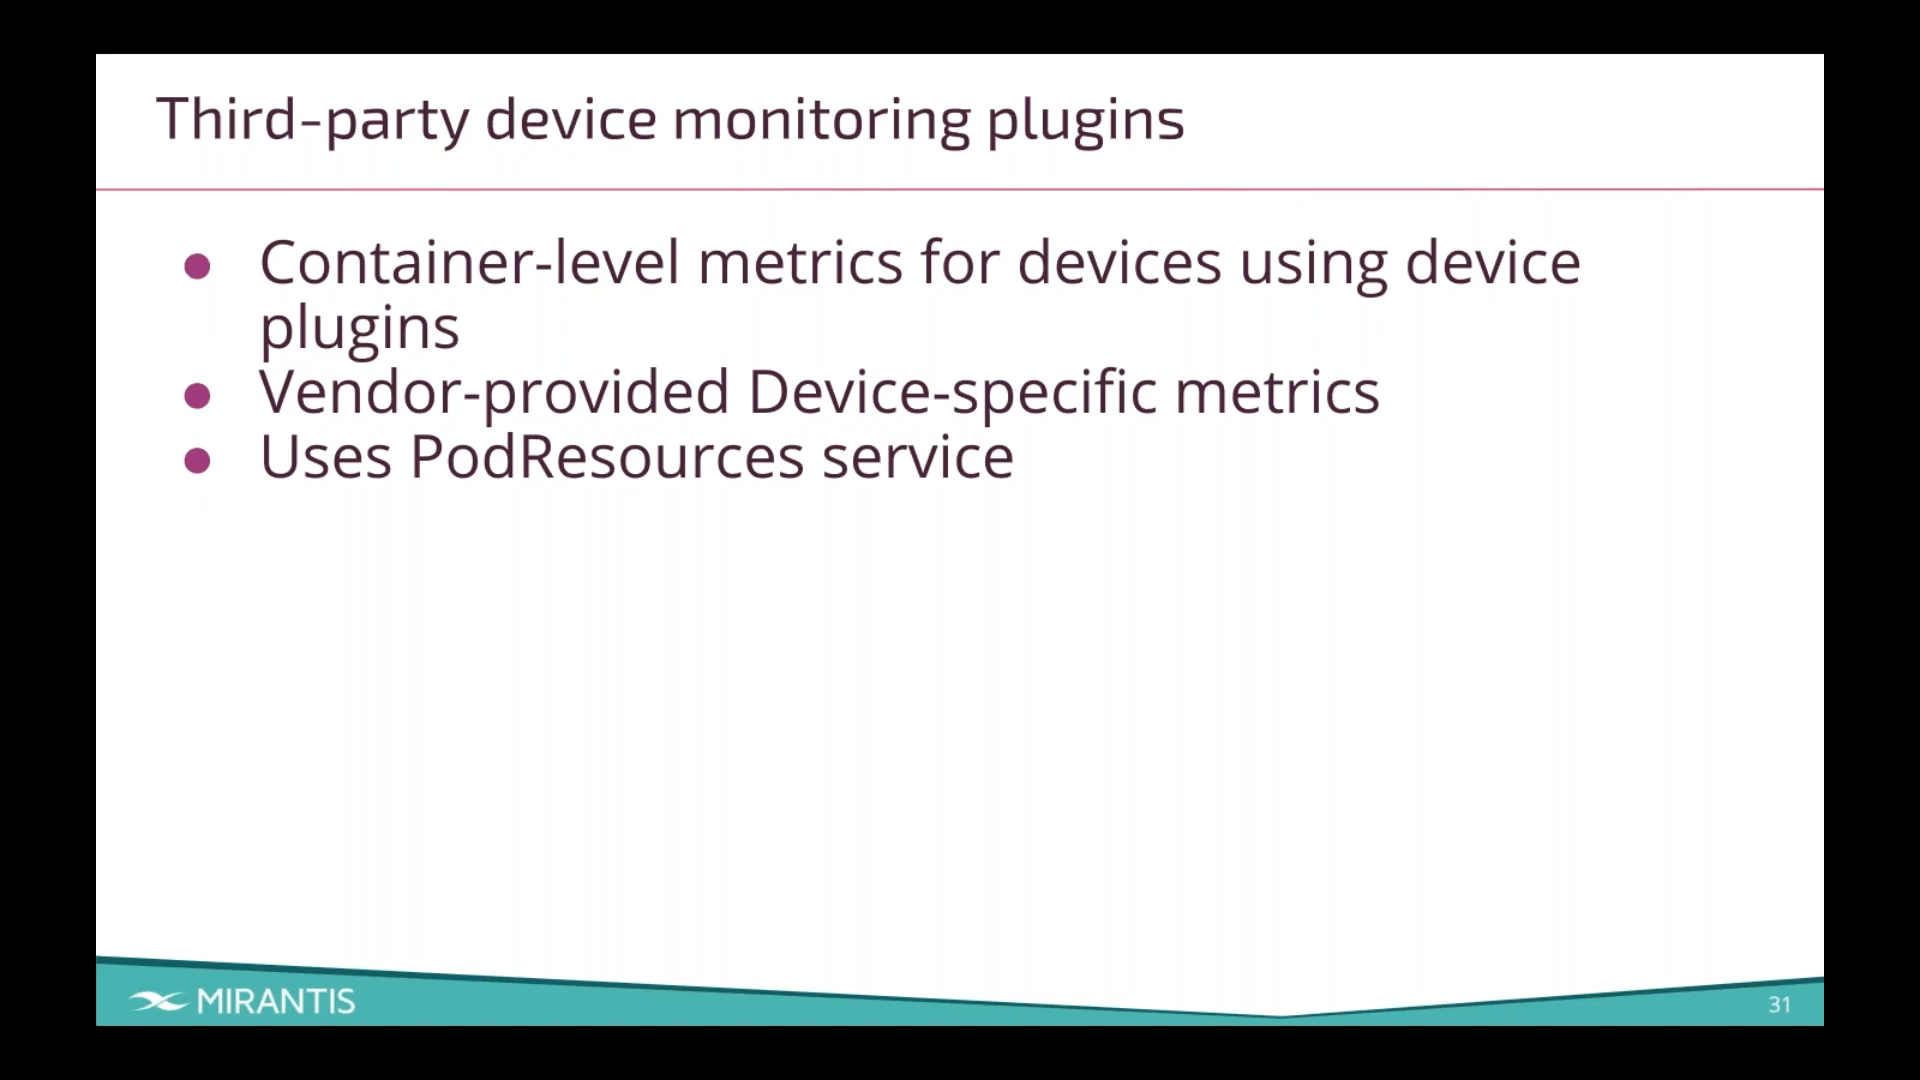 Third-party device monitoring plugins
● Container-level metrics for devices using device
plugins
● Vendor-provided Device-specific metrics
● Uses PodResources service
MIRANTIS
31